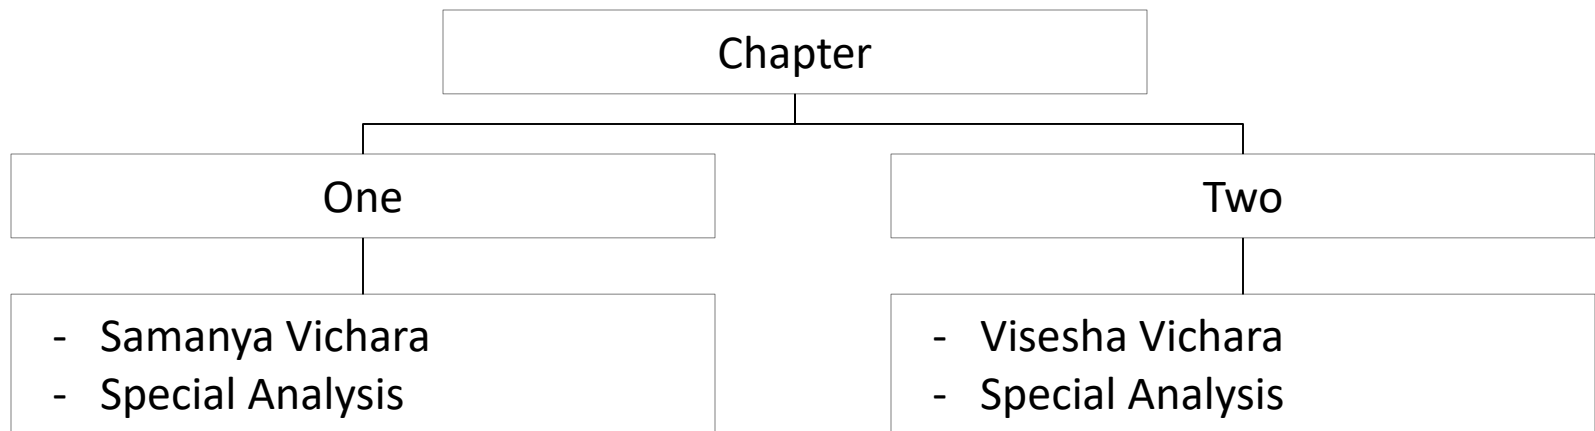 Chapter
One
Two
- Samanya Vichara
- Special Analysis
- Visesha Vichara
- Special Analysis